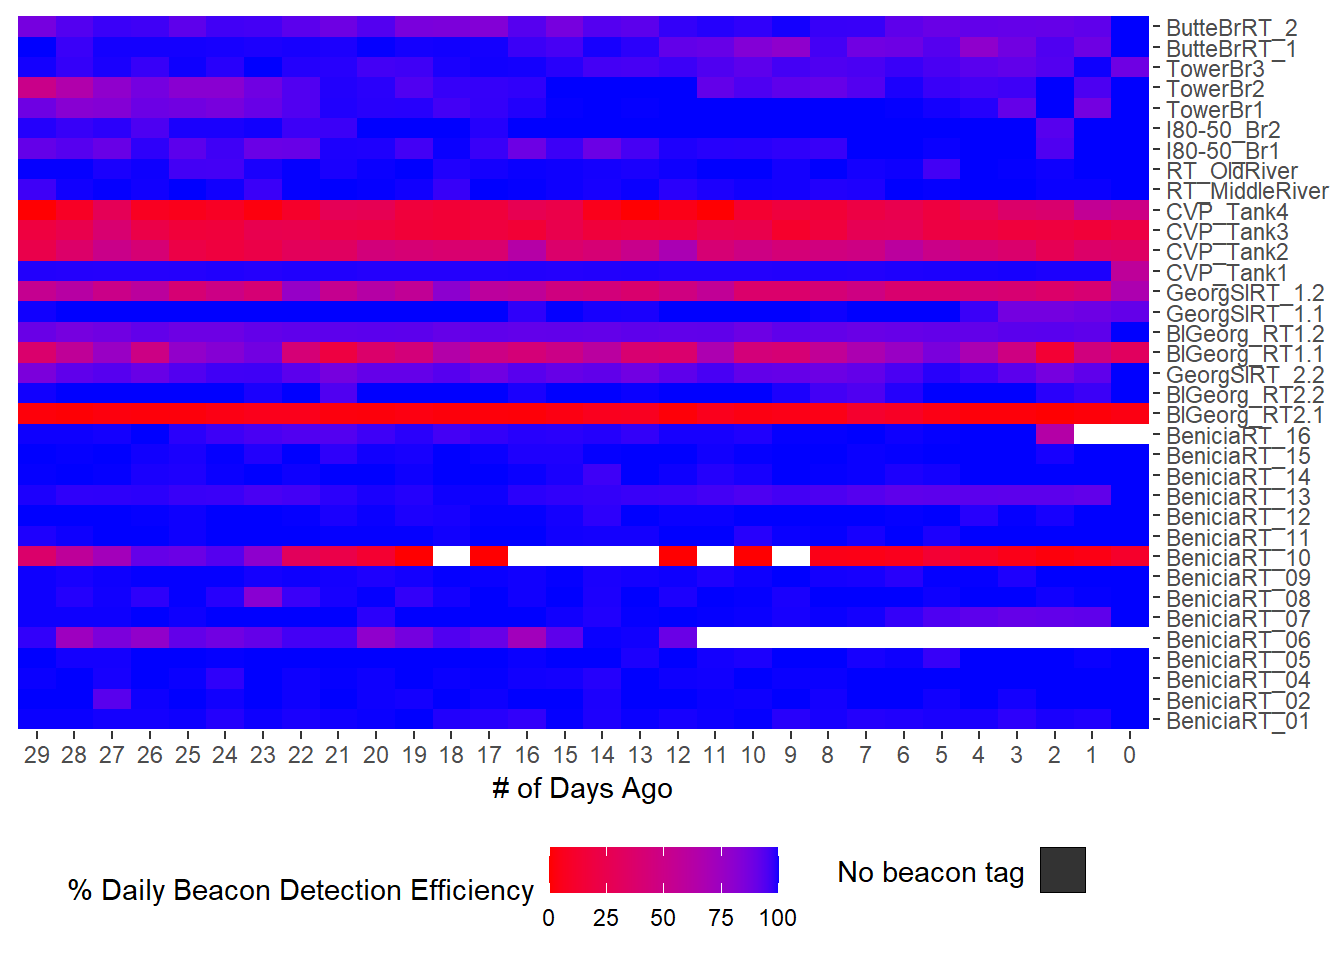 ButteBrRT_2
ButteBrRT_1
TowerBr3
TowerBr2
TowerBr1
I80-50_Br2
I80-50_Br1
RT_OldRiver
RT_MiddleRiver
CVP_Tank4
CVP_Tank3
CVP_Tank2
CVP_Tank1
GeorgSlRT_1.2
GeorgSlRT_1.1
BlGeorg_RT1.2
BlGeorg_RT1.1
GeorgSlRT_2.2
BlGeorg_RT2.2
BlGeorg_RT2.1
BeniciaRT_16
BeniciaRT_15
BeniciaRT_14
BeniciaRT_13
BeniciaRT_12
BeniciaRT_11
BeniciaRT_10
BeniciaRT_09
BeniciaRT_08
BeniciaRT_07
BeniciaRT_06
BeniciaRT_05
BeniciaRT_04
BeniciaRT_02
BeniciaRT_01
29 28 27 26 25 24 23 22 21 20 19 18 17 16 15 14 13 12 11 10 9 8 7 6 5 4 3 2 1 0
# of Days Ago
% Daily Beacon Detection Efficiency
0 25 50 75 100
No beacon tag